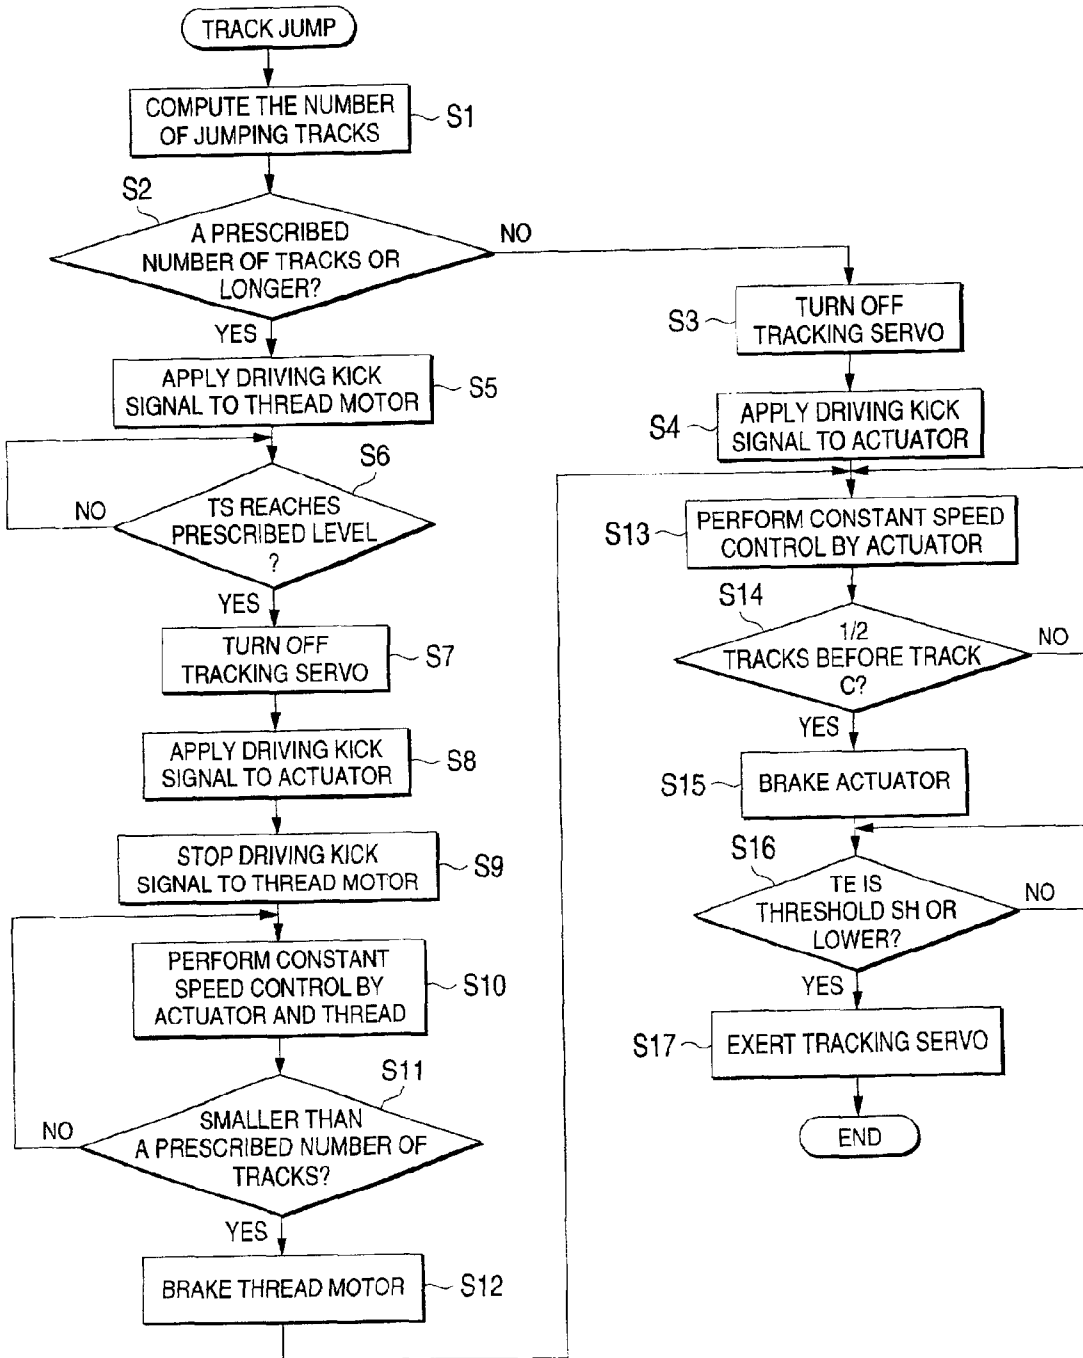 TRACK JUMP
COMPUTE THE NUMBER
OF JUMPING TRACKS
S1
S2
A PRESCRIBED
NUMBER OF TRACKS OR
LONGER?
NO
YES
APPLY DRIVING KICK
SIGNAL TO THREAD MOTOR
S5
S6
TS REACHES
PRESCRIBED LEVEL
?
NO
YES
TURN OFF
TRACKING SERVO
S7
APPLY DRIVING KICK
SIGNAL TO ACTUATOR
S8
STOP DRIVING KICK
SIGNAL TO THREAD MOTOR
S9
PERFORM CONSTANT
SPEED CONTROL BY
ACTUATOR AND THREAD
S10
S11
SMALLER THAN
A PRESCRIBED NUMBER OF
TRACKS?
NO
YES
BRAKE THREAD MOTOR
S12
S3
TURN OFF
TRACKING SERVO
S4
APPLY DRIVING KICK
SIGNAL TO ACTUATOR
S13
PERFORM CONSTANT SPEED
CONTROL BY ACTUATOR
S14
1/2
TRACKS BEFORE TRACK
C?
NO
YES
S15
BRAKE ACTUATOR
S16
TE IS
THRESHOLD SH OR
LOWER?
NO
YES
S17
EXERT TRACKING SERVO
END